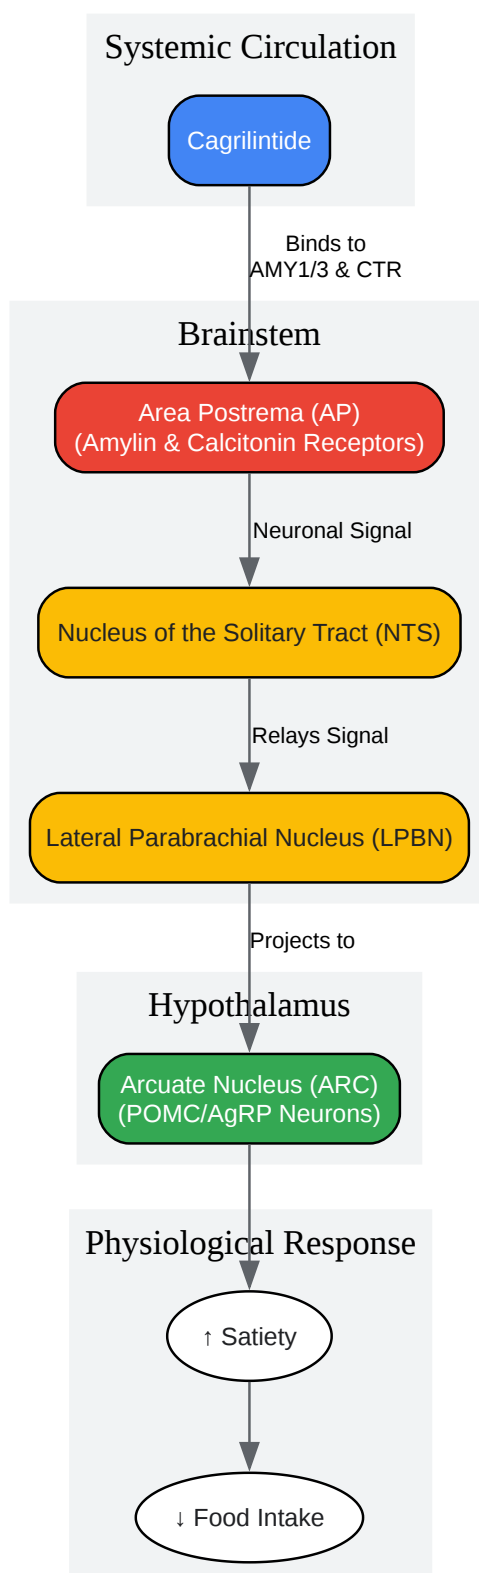 Systemic Circulation
Cagrilintide
Binds to
AMY1/3 & CTR
Brainstem
Area Postrema (AP)
(Amylin & Calcitonin Receptors)
Neuronal Signal
Nucleus of the Solitary Tract (NTS)
Relays Signal
Lateral Parabrachial Nucleus (LPBN)
Projects to
Hypothalamus
Arcuate Nucleus (ARC)
(POMC/AgRP Neurons)
Physiological Response
↑ Satiety
↓ Food Intake